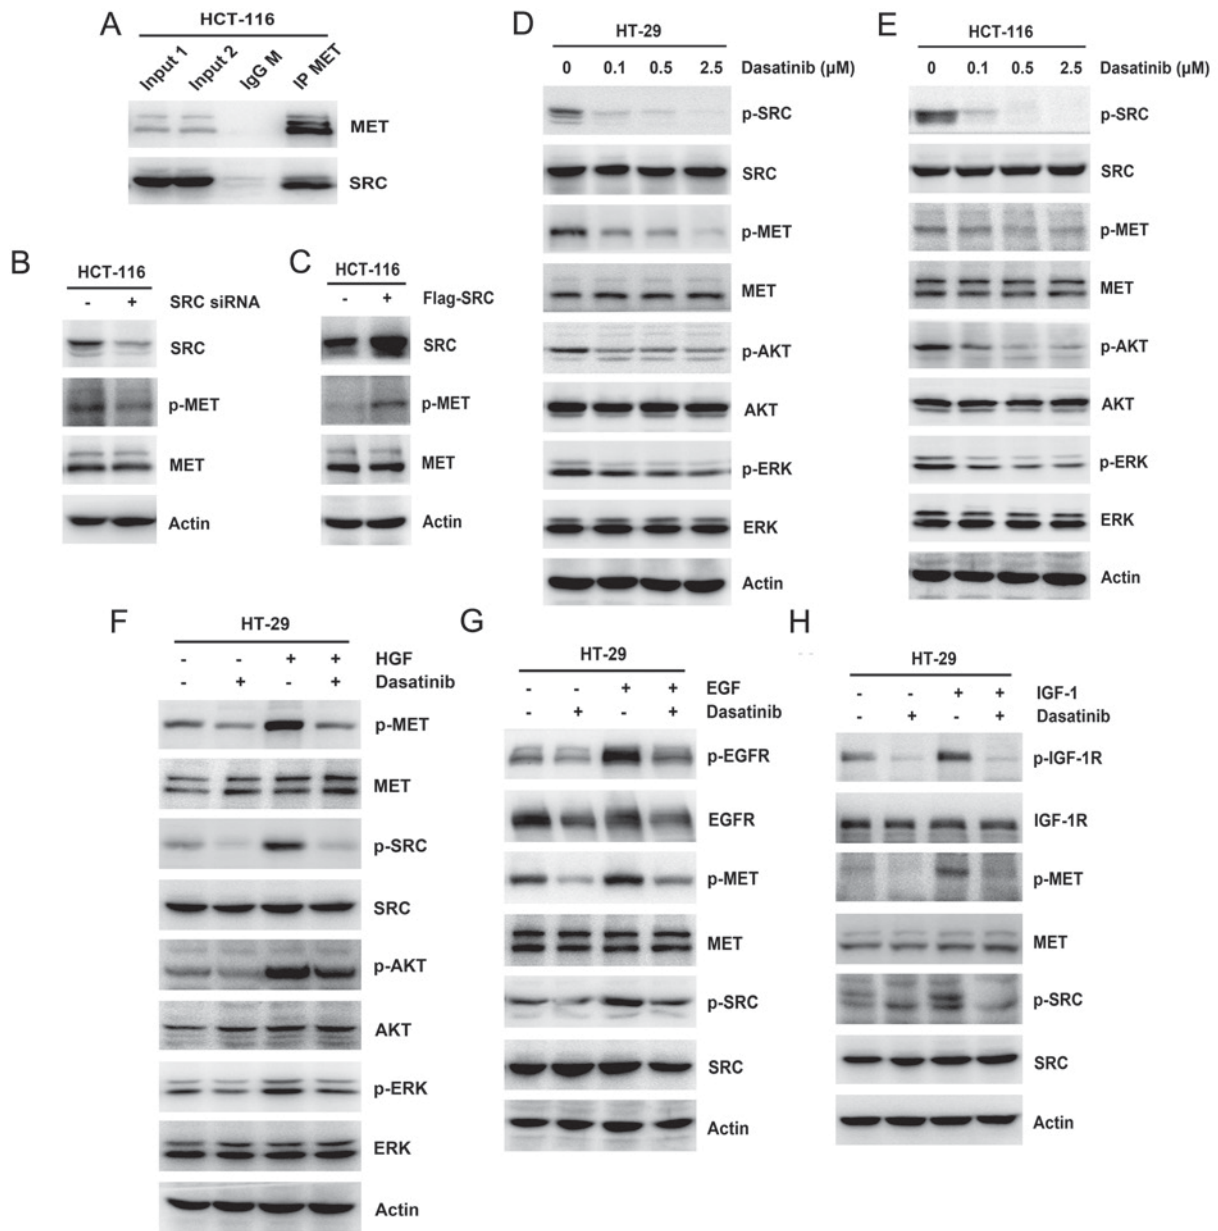 A
HCT-116
Input 1 Input 2 IgG M IP MET
MET
SRC
B
HCT-116
- + SRC siRNA
SRC
p-MET
MET
Actin
C
HCT-116
- + Flag-SRC
SRC
p-MET
MET
Actin
D
HT-29
0 0.1 0.5 2.5 Dasatinib (µM)
p-SRC
SRC
p-MET
MET
p-AKT
AKT
p-ERK
ERK
Actin
E
HCT-116
0 0.1 0.5 2.5 Dasatinib (µM)
p-SRC
SRC
p-MET
MET
p-AKT
AKT
p-ERK
ERK
Actin
F
HT-29
- - + + HGF
- + - + Dasatinib
p-MET
MET
p-SRC
SRC
p-AKT
AKT
p-ERK
ERK
Actin
G
HT-29
- - + + EGF
- + - + Dasatinib
p-EGFR
EGFR
p-MET
MET
p-SRC
SRC
Actin
H
HT-29
- - + + IGF-1
- + - + Dasatinib
p-IGF-1R
IGF-1R
p-MET
MET
p-SRC
SRC
Actin